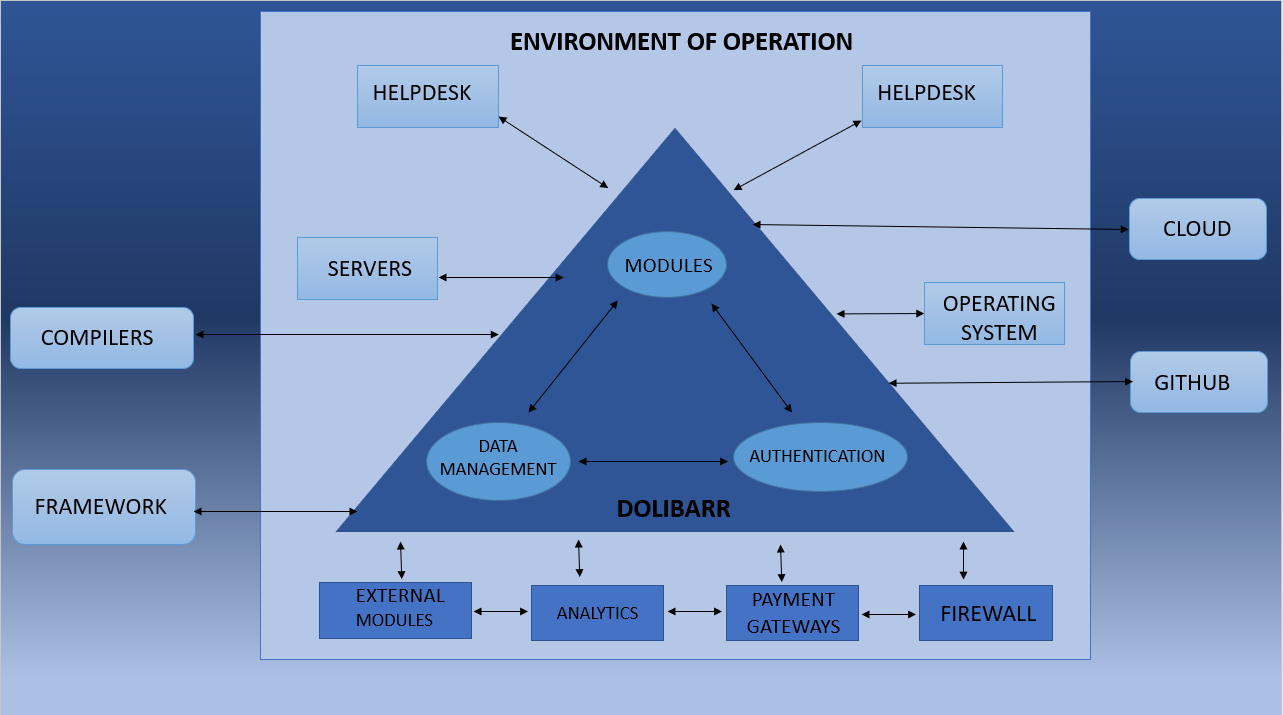 ENVIRONMENT OF OPERATION
HELPDESK
HELPDESK
CLOUD
SERVERS
MODULES
OPERATING
SYSTEM
COMPILERS
GITHUB
DATA
MANAGEMENT
AUTHENTICATION
FRAMEWORK
DOLIBARR
EXTERNAL
MODULES
ANALYTICS
PAYMENT
GATEWAYS
FIREWALL